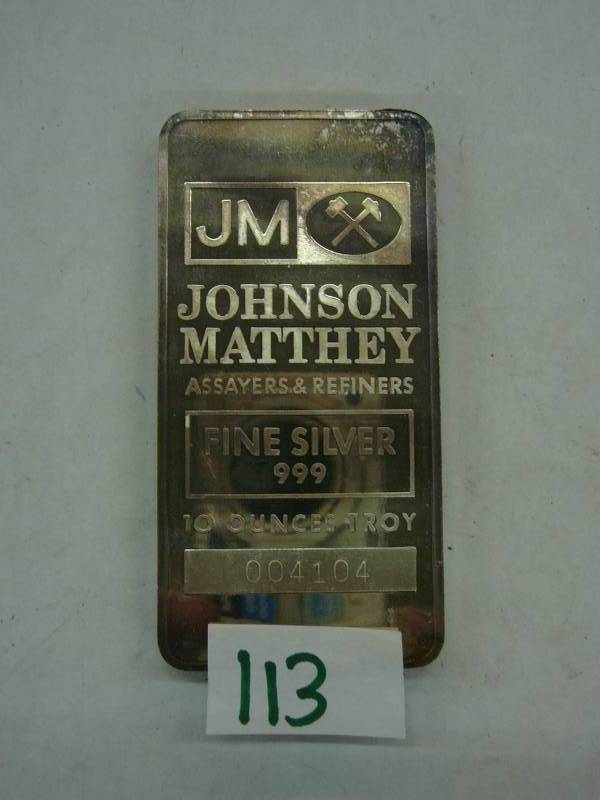 JM
JOHNSON
MATTHEY
ASSAYERS & REFINERS
FINE SILVER
999
10 OUNCES TROY
004104
113